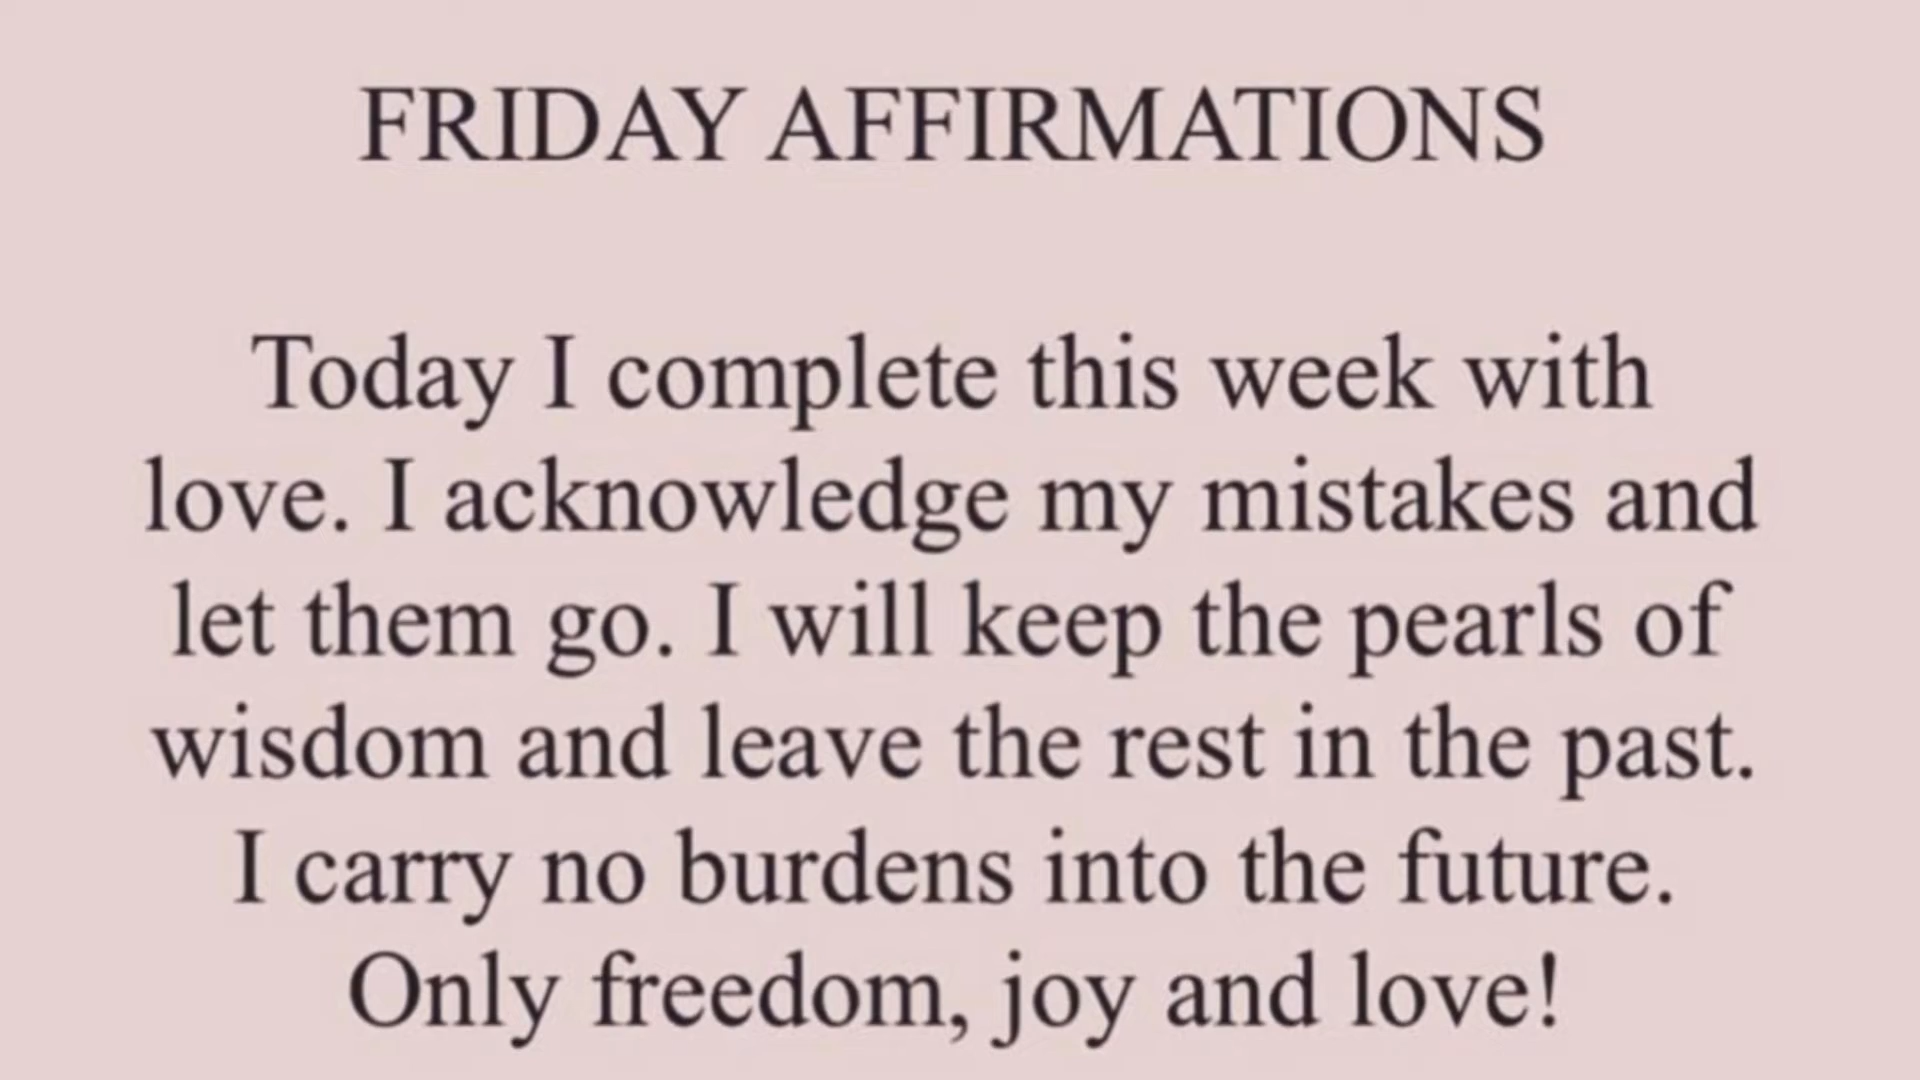 FRIDAY AFFIRMATIONS
Today I complete this week with
love. I acknowledge my mistakes and
let them go. I will keep the pearls of
wisdom and leave the rest in the past.
I carry no burdens into the future.
Only freedom, joy and love!